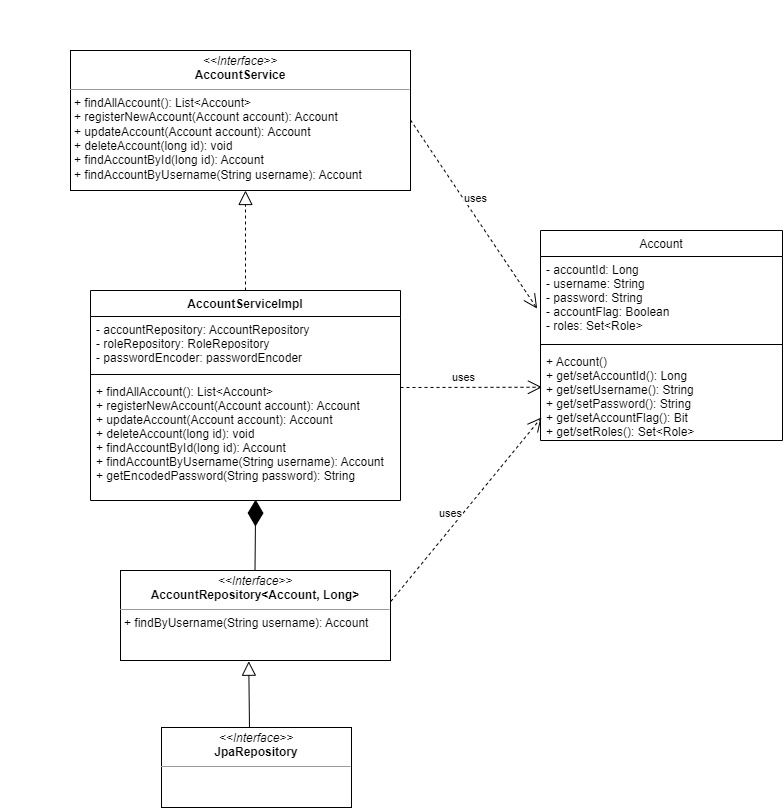 <<Interface>>
AccountService
+ findAllAccount(): List<Account>
+ registerNewAccount(Account account): Account
+ updateAccount(Account account): Account
+ deleteAccount(long id): void
+ findAccountById(long id): Account
+ findAccountByUsername(String username): Account
uses
Account
- accountId: Long
- username: String
- password: String
- accountFlag: Boolean
- roles: Set<Role>
+ Account()
+ get/setAccountId(): Long
+ get/setUsername(): String
+ get/setPassword(): String
+ get/setAccountFlag(): Bit
+ get/setRoles(): Set<Role>
AccountServiceImpl
- accountRepository: AccountRepository
- roleRepository: RoleRepository
- passwordEncoder: passwordEncoder
+ findAllAccount(): List<Account>
+ registerNewAccount(Account account): Account
+ updateAccount(Account account): Account
+ deleteAccount(long id): void
+ findAccountById(long id): Account
+ findAccountByUsername(String username): Account
+ getEncodedPassword(String password): String
uses
uses
<<Interface>>
AccountRepository<Account, Long>
+ findByUsername(String username): Account
<<Interface>>
JpaRepository